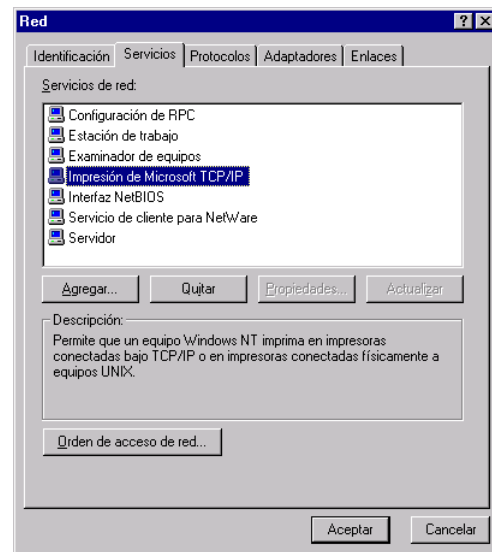 Red
Identificación Servicios Protocolos Adaptadores Enlaces
Servicios de red:
Configuración de RPC
Estación de trabajo
Examinador de equipos
Impresión de Microsoft TCP/IP
Interfaz NetBIOS
Servicio de cliente para NetWare
Servidor
Agregar... Quitar Propiedades... Actualizar
Descripción:
Permite que un equipo Windows NT imprima en impresoras
conectadas bajo TCP/IP o en impresoras conectadas físicamente a
equipos UNIX.
Orden de acceso de red...
Aceptar Cancelar